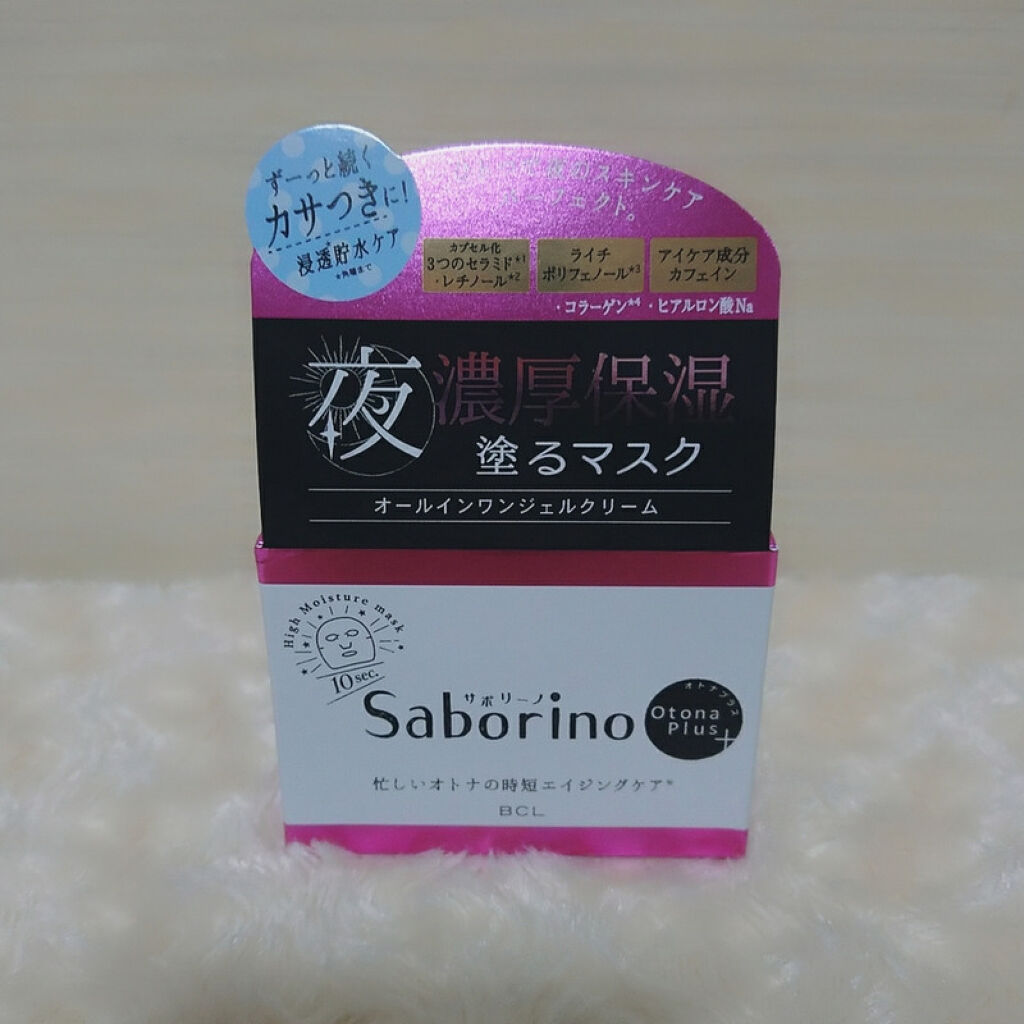 ずーっと続く
カサつきに!
浸透貯水ケア
*角層まで
スキンケア
パーフェクト。
カプセル化
3つのセラミド*1
・レチノール*2
ライチ
ポリフェノール*3
アイケア成分
カフェイン
・コラーゲン*4 ・ヒアルロン酸Na
夜 濃厚保湿
塗るマスク
オールインワンジェルクリーム
High Moisture mask
10 sec.
サボリーノ
Saborino
オトナプラス
Otona
Plus+
忙しいオトナの時短エイジングケア*
BCL